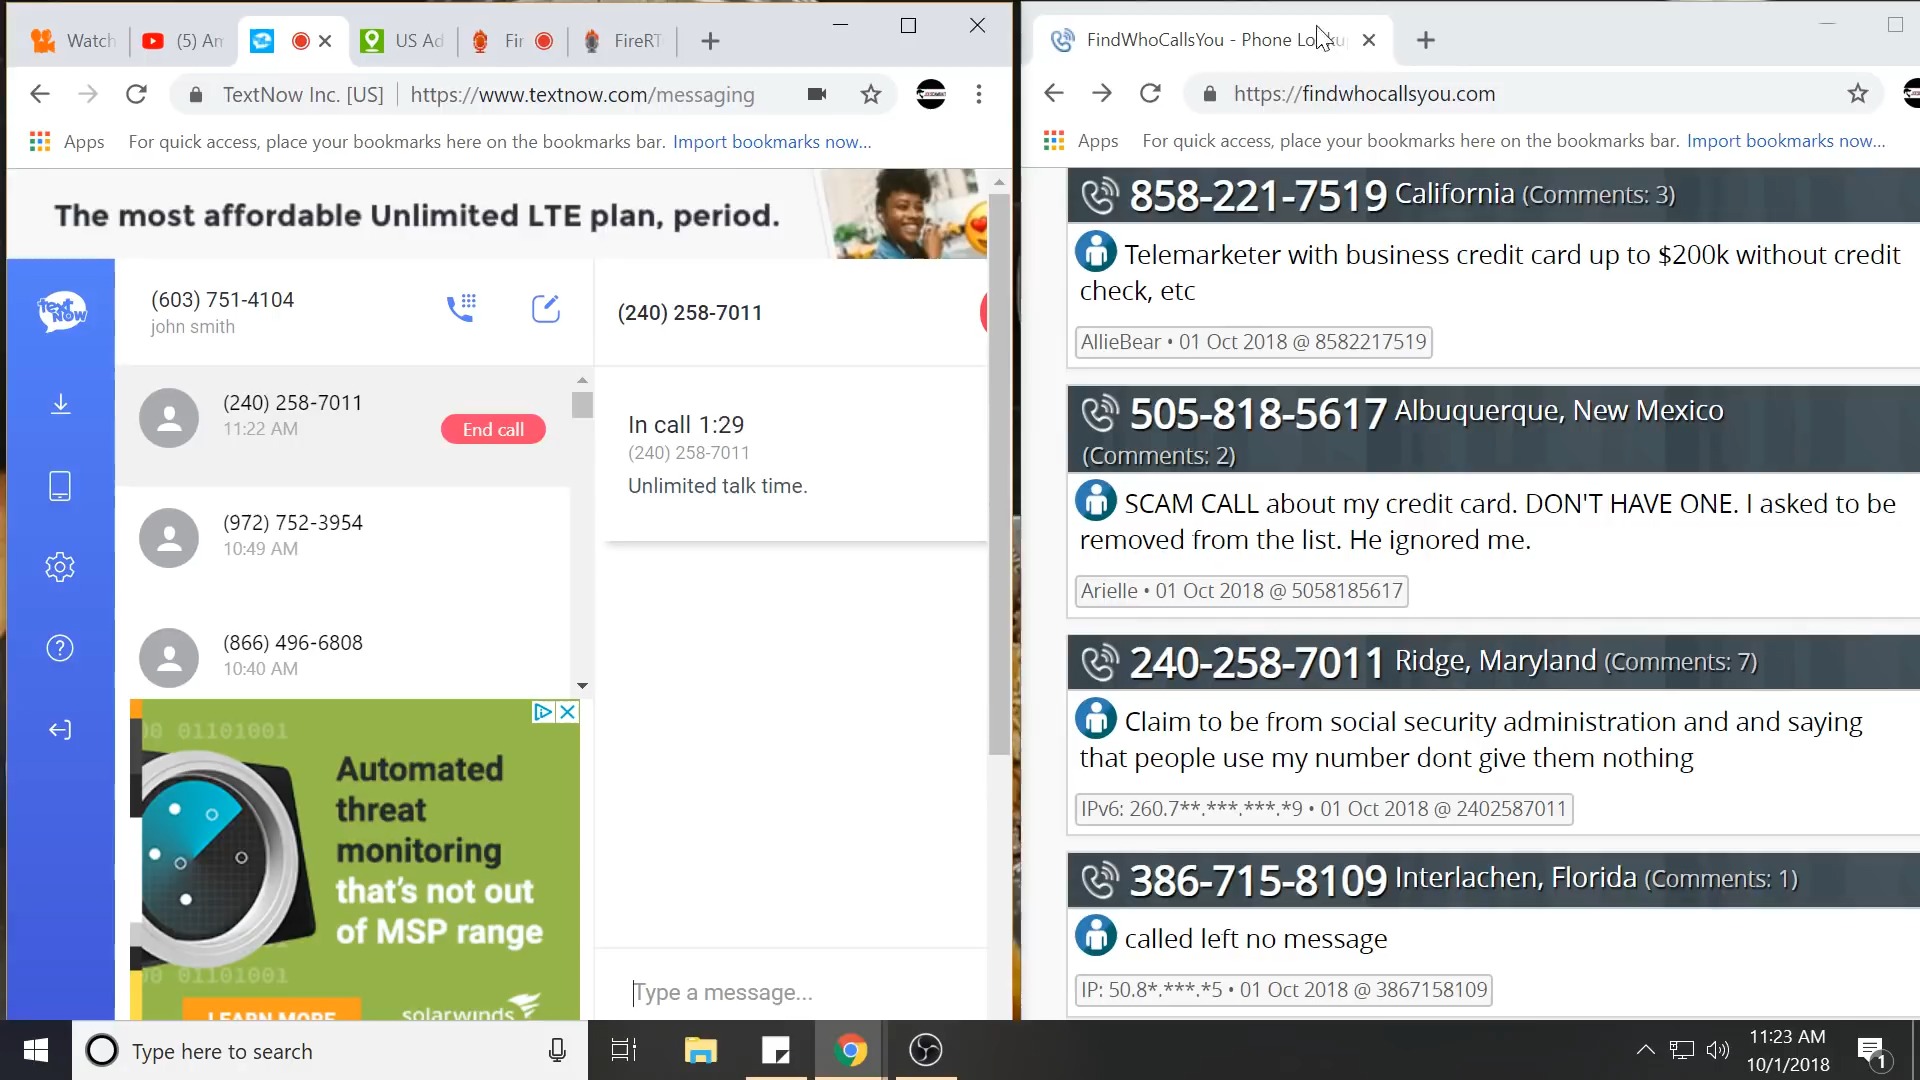 Watch
(5) Am
US Ad
Fir
FireRT
TextNow Inc. [US]
https://www.textnow.com/messaging
Apps
For quick access, place your bookmarks here on the bookmarks bar. Import bookmarks now...
The most affordable Unlimited LTE plan, period.
text
now
(603) 751-4104
john smith
(240) 258-7011
11:22 AM
End call
(972) 752-3954
10:49 AM
(866) 496-6808
10:40 AM
00 01101001
Automated
threat
monitoring
that's not out
of MSP range
00 01101001
LEARN MORE
solarwinds
(240) 258-7011
In call 1:29
(240) 258-7011
Unlimited talk time.
Type a message...
FindWhoCallsYou - Phone Looku
https://findwhocallsyou.com
Apps
For quick access, place your bookmarks here on the bookmarks bar. Import bookmarks now...
858-221-7519 California (Comments: 3)
Telemarketer with business credit card up to $200k without credit
check, etc
AllieBear • 01 Oct 2018 @ 8582217519
505-818-5617 Albuquerque, New Mexico
(Comments: 2)
SCAM CALL about my credit card. DON'T HAVE ONE. I asked to be
removed from the list. He ignored me.
Arielle • 01 Oct 2018 @ 5058185617
240-258-7011 Ridge, Maryland (Comments: 7)
Claim to be from social security administration and and saying
that people use my number dont give them nothing
IPv6: 260.7**.***.***.*9 • 01 Oct 2018 @ 2402587011
386-715-8109 Interlachen, Florida (Comments: 1)
called left no message
IP: 50.8*.***.*5 • 01 Oct 2018 @ 3867158109
Type here to search
11:23 AM
10/1/2018
1